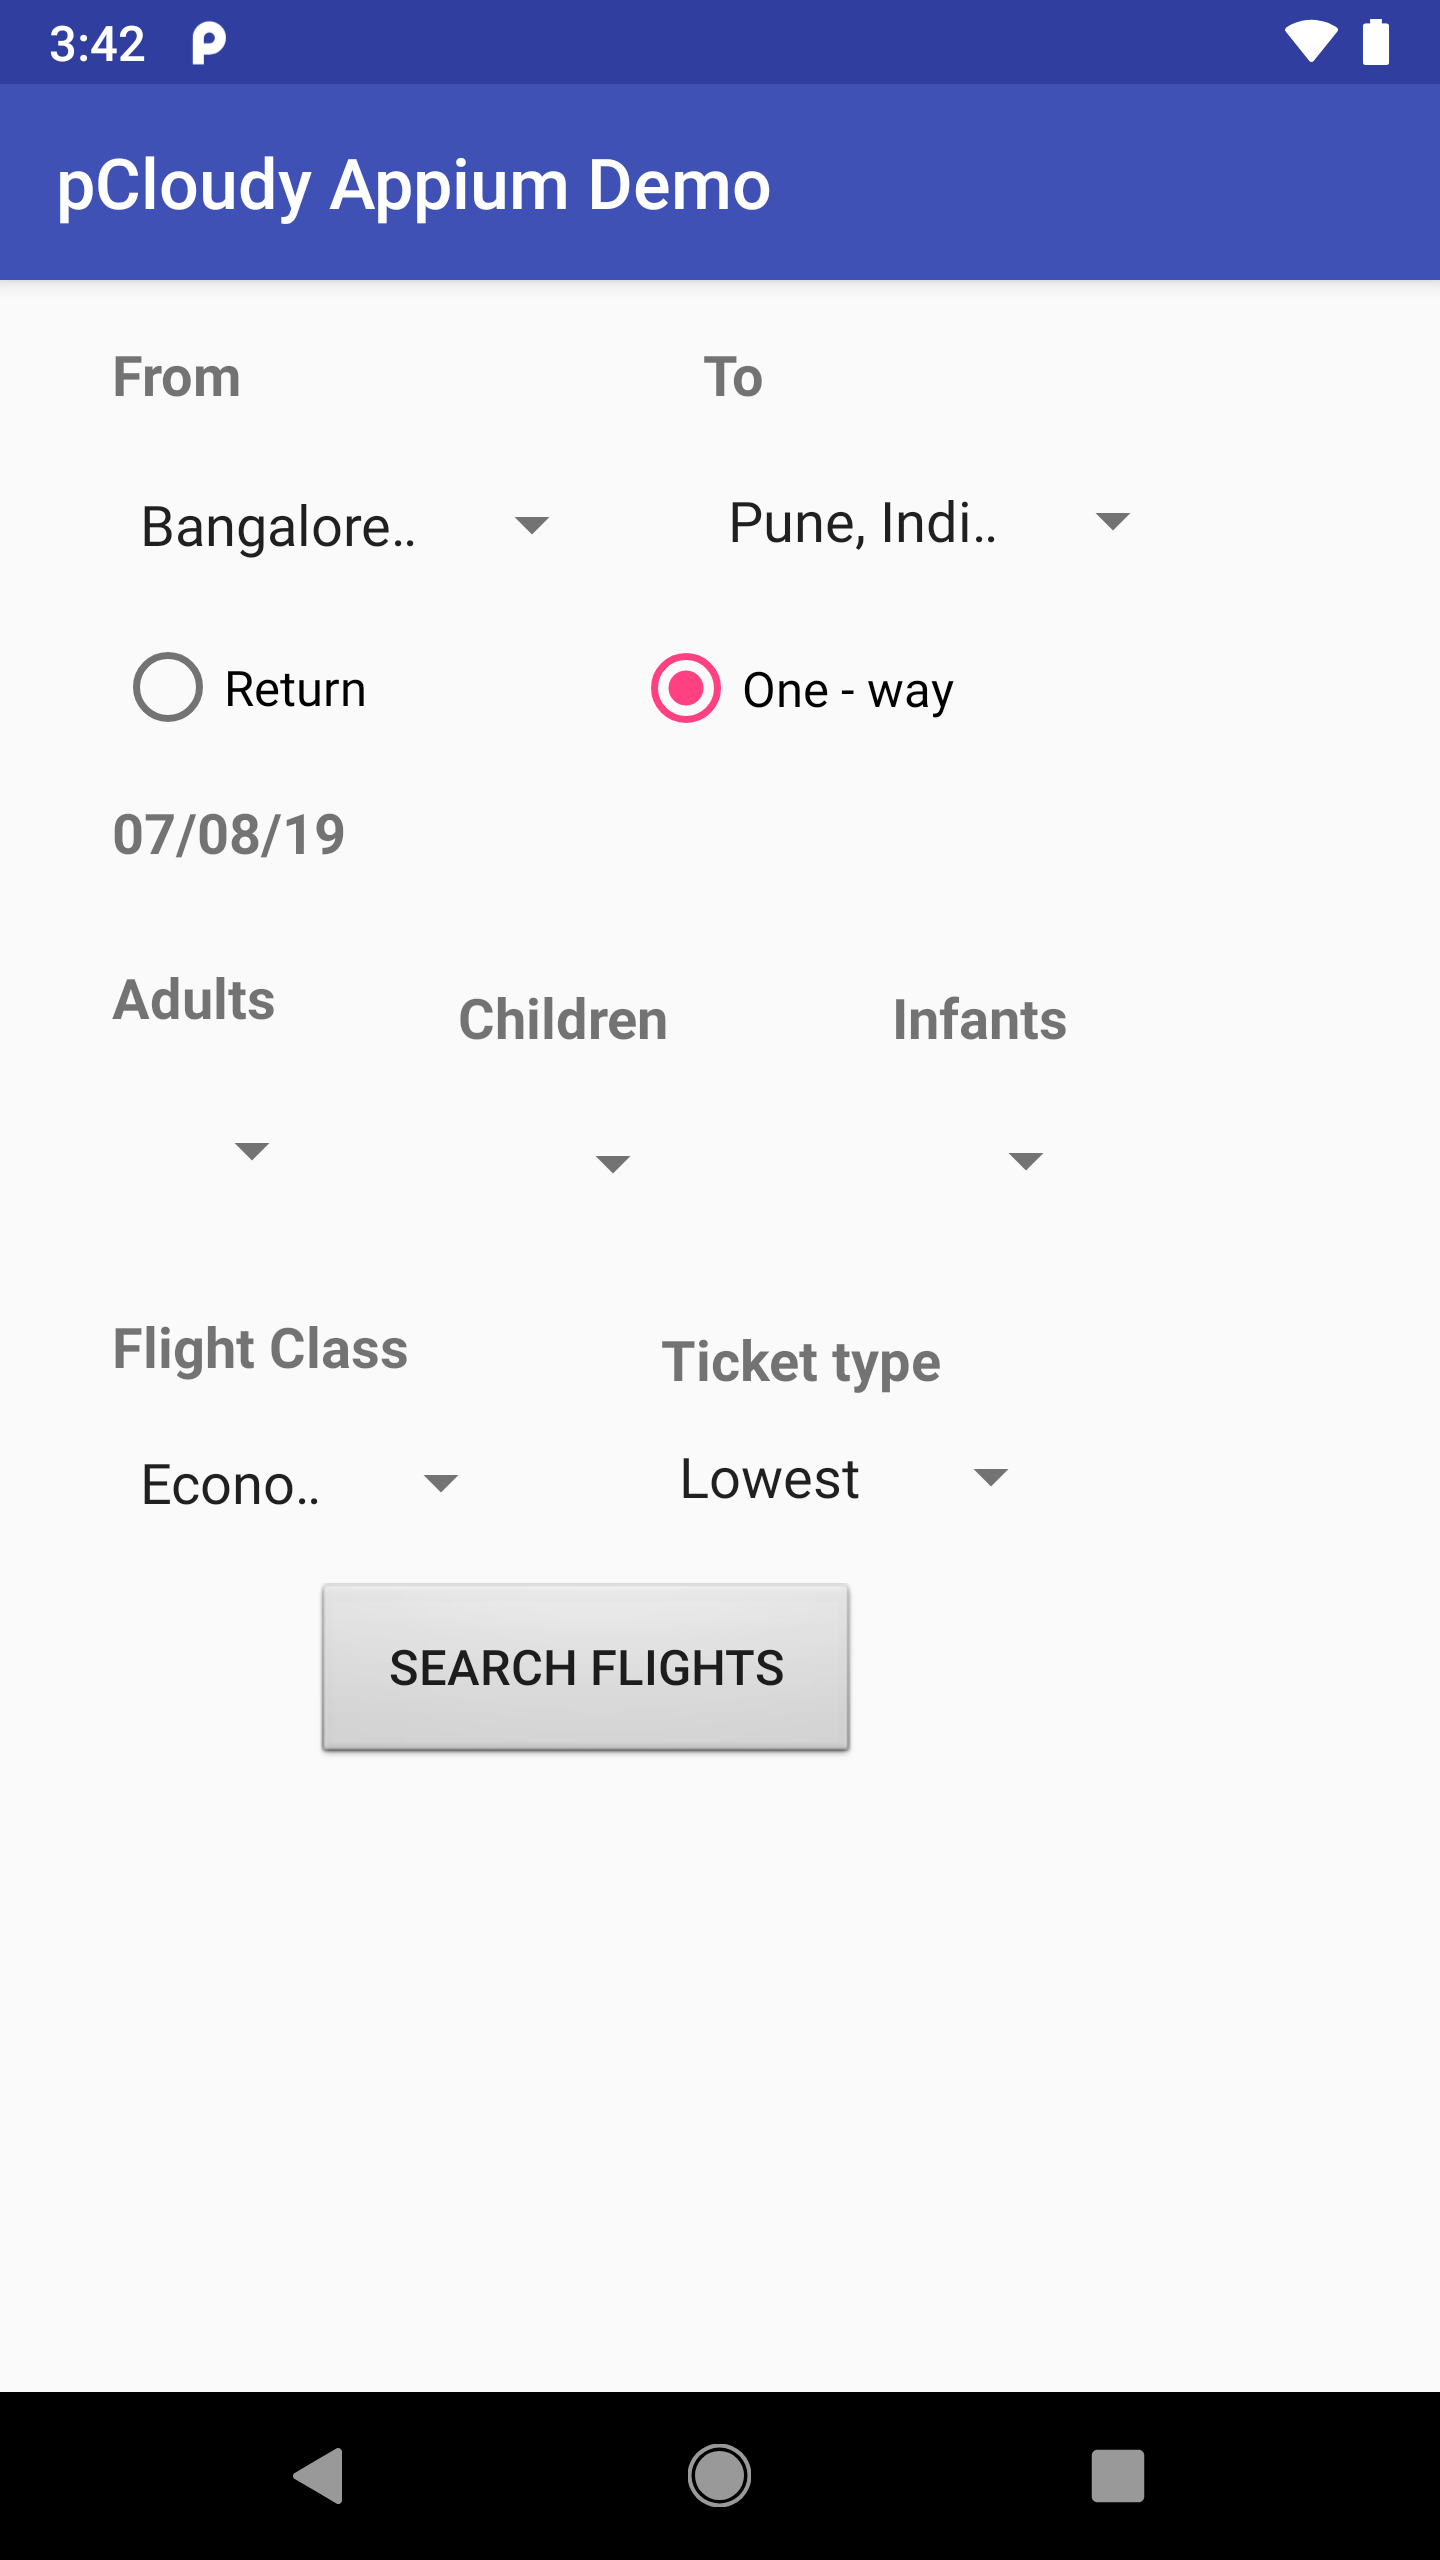 3:42
pCloudy Appium Demo
From To
Bangalore.. Pune, Indi..
Return One - way
07/08/19
Adults Children Infants
Flight Class Ticket type
Econo.. Lowest
SEARCH FLIGHTS